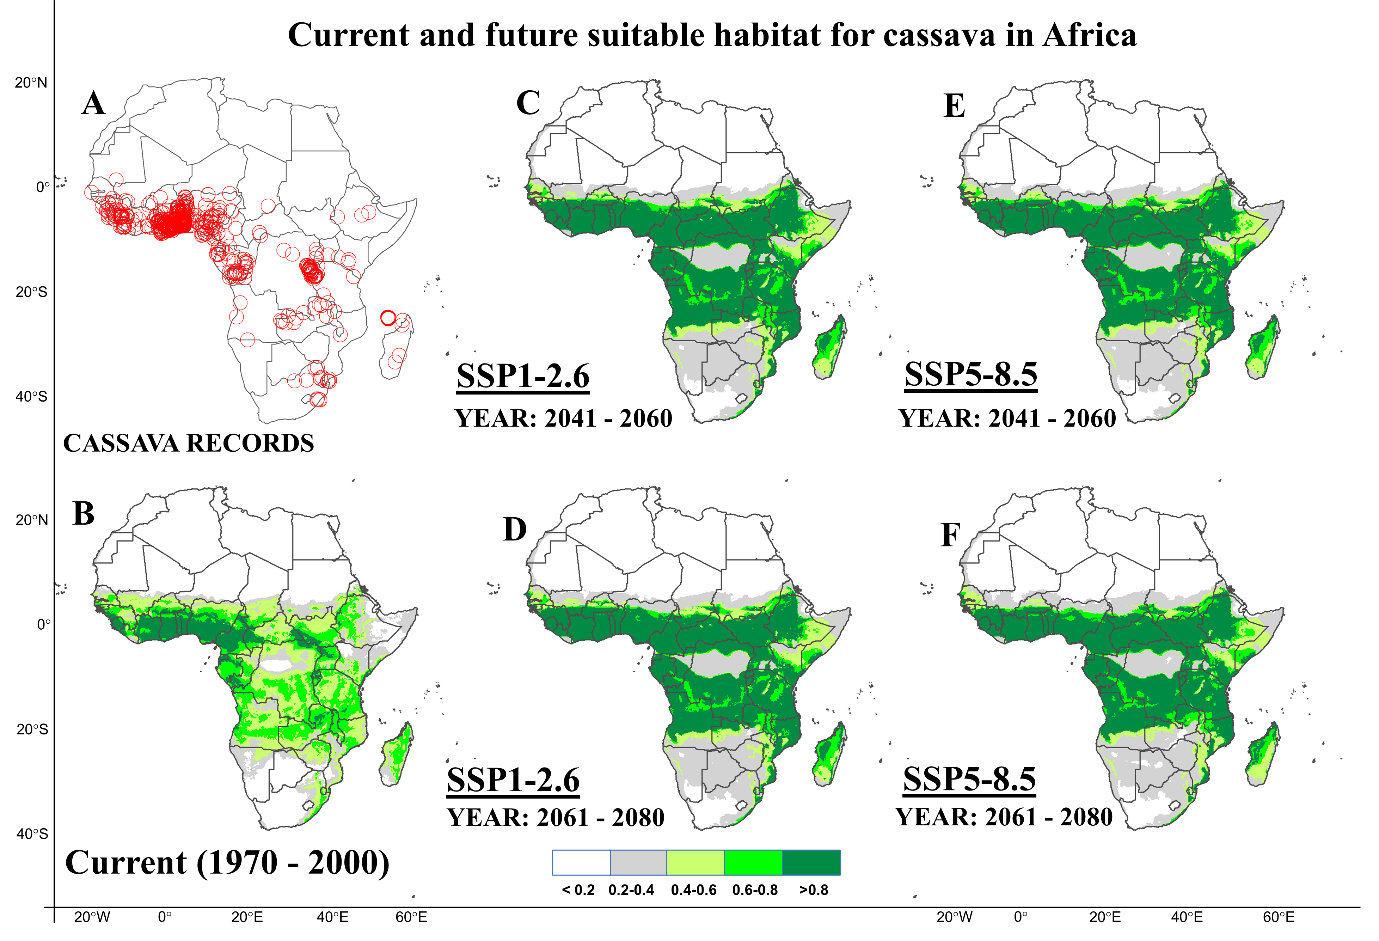 Current and future suitable habitat for cassava in Africa
20°N
0°
20°S
40°S
A
CASSAVA RECORDS
C
SSP1-2.6
YEAR: 2041 - 2060
E
SSP5-8.5
YEAR: 2041 - 2060
20°N
0°
20°S
40°S
B
Current (1970 - 2000)
D
SSP1-2.6
YEAR: 2061 - 2080
F
SSP5-8.5
YEAR: 2061 - 2080
< 0.2 0.2-0.4 0.4-0.6 0.6-0.8 >0.8
20°W 0° 20°E 40°E 60°E 20°W 0° 20°E 40°E 60°E